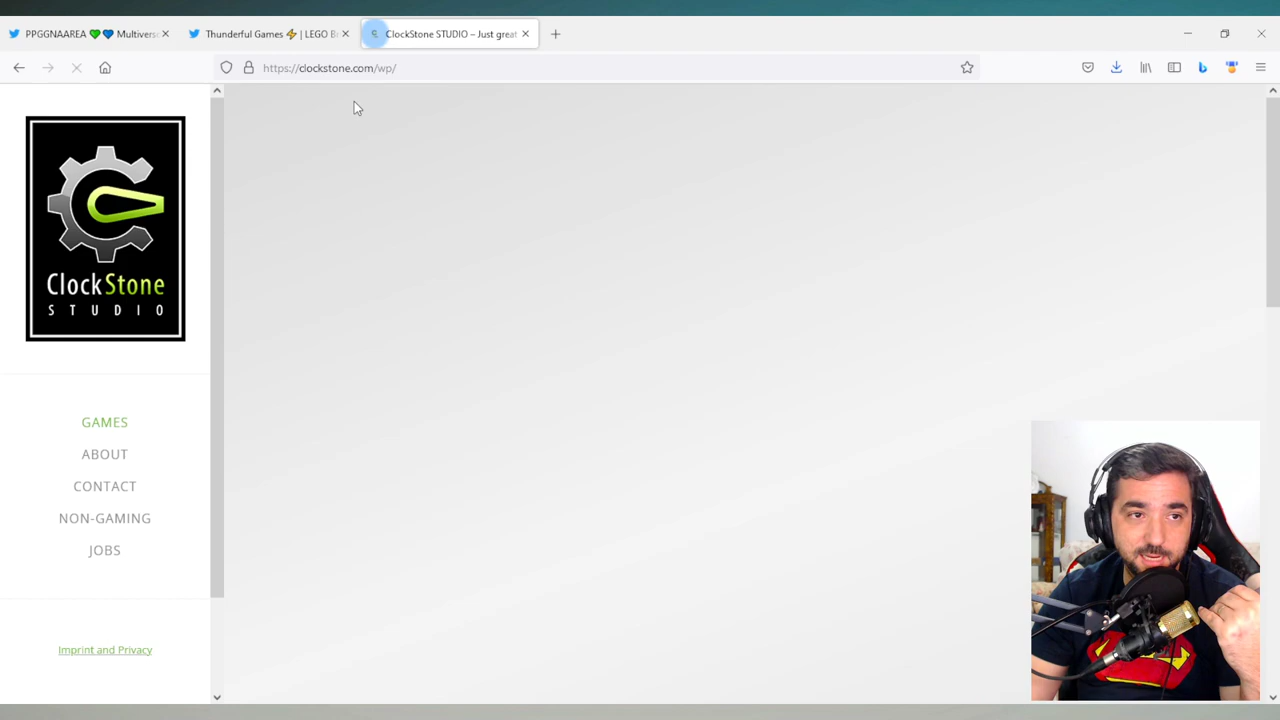 PPGGNAAREA 💚💙 Multivers
Thunderful Games ⚡ | LEGO B
ClockStone STUDIO – Just great
https://clockstone.com/wp/
ClockStone
STUDIO
GAMES
ABOUT
CONTACT
NON-GAMING
JOBS
Imprint and Privacy